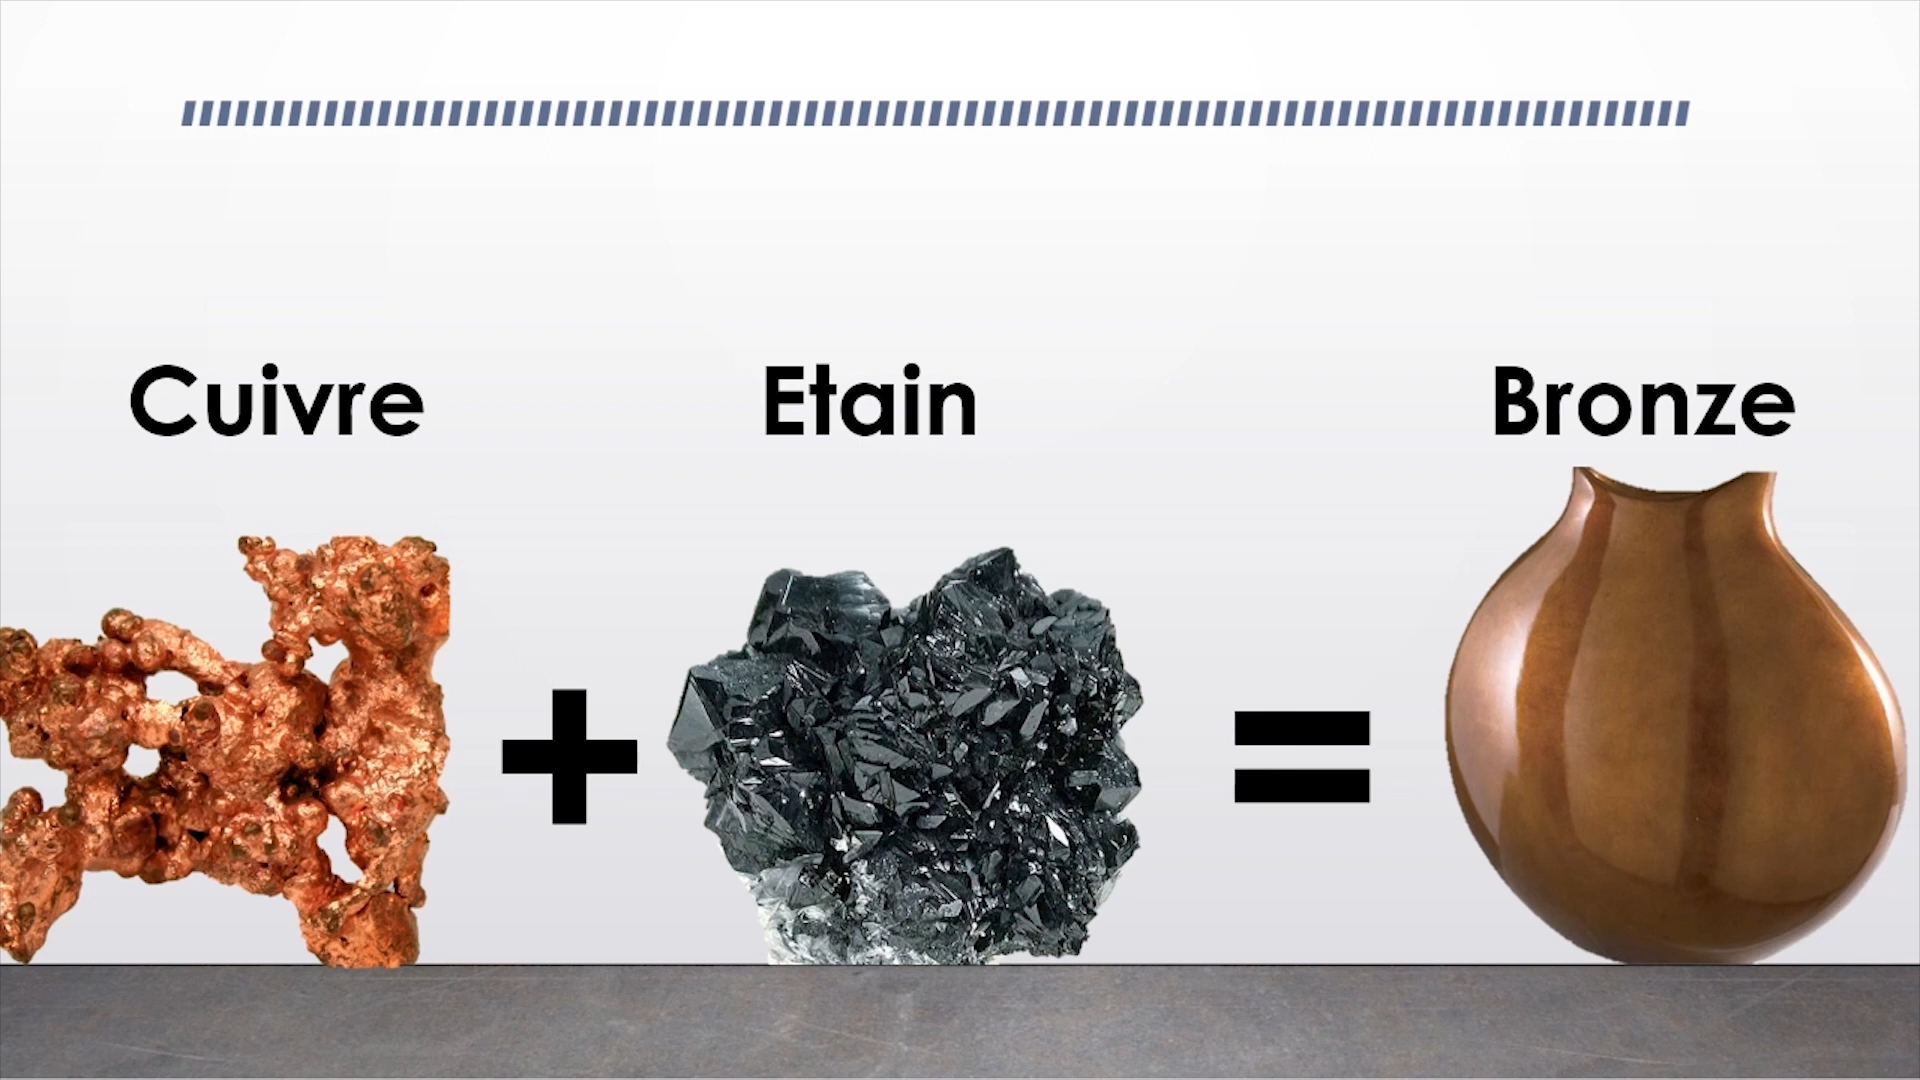 Cuivre
Etain
Bronze
+
=